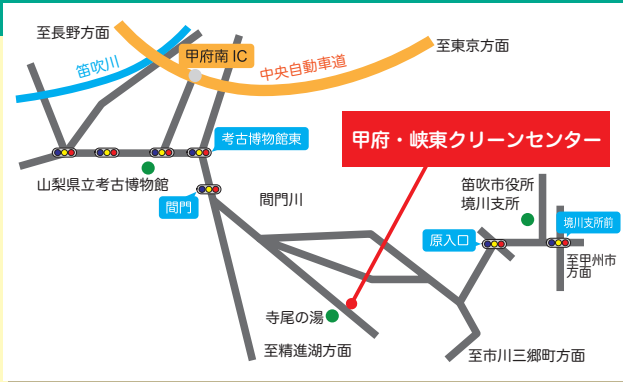 至長野方面
笛吹川
甲府南IC
中央自動車道
至東京方面
考古博物館東
甲府・峡東クリーンセンター
山梨県立考古博物館
間門
間門川
笛吹市役所
境川支所
境川支所前
原入口
至甲州市
方面
寺尾の湯
至精進湖方面
至市川三郷町方面